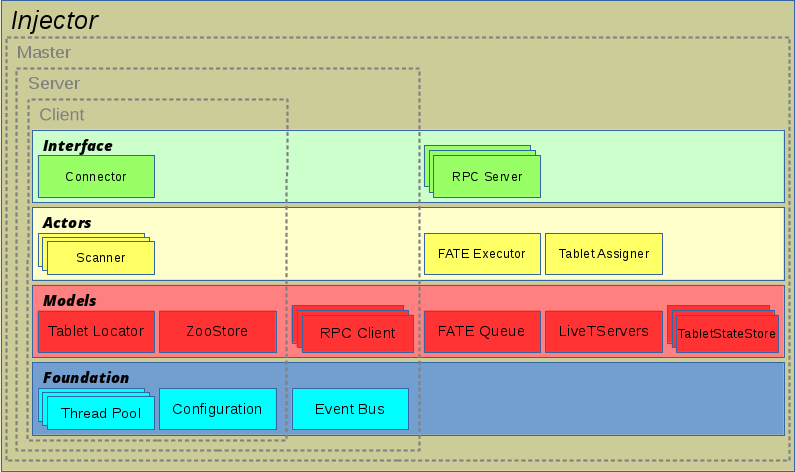 Injector
Master
Server
Client
Interface
Connector
RPC Server
Actors
Scanner
FATE Executor
Tablet Assigner
Models
Tablet Locator
ZooStore
RPC Client
FATE Queue
LiveTServers
TabletStateStore
Foundation
Thread Pool
Configuration
Event Bus